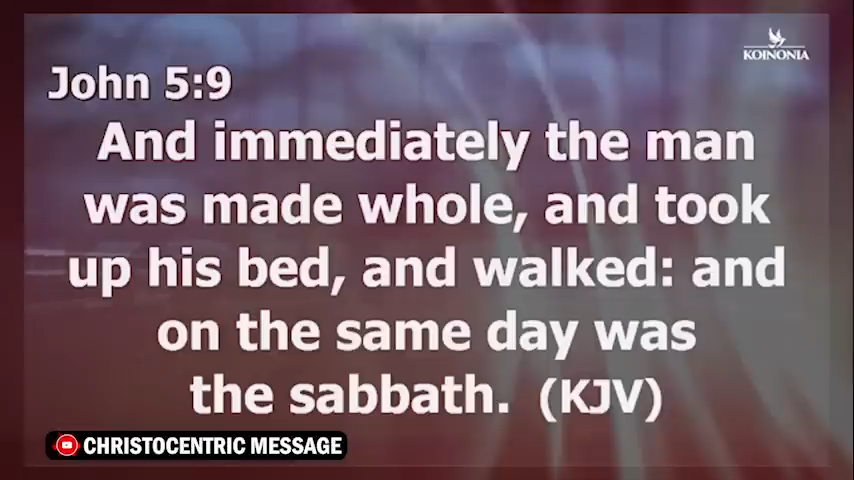 KOINONIA
John 5:9
And immediately the man
was made whole, and took
up his bed, and walked: and
on the same day was
the sabbath. (KJV)
CHRISTOCENTRIC MESSAGE